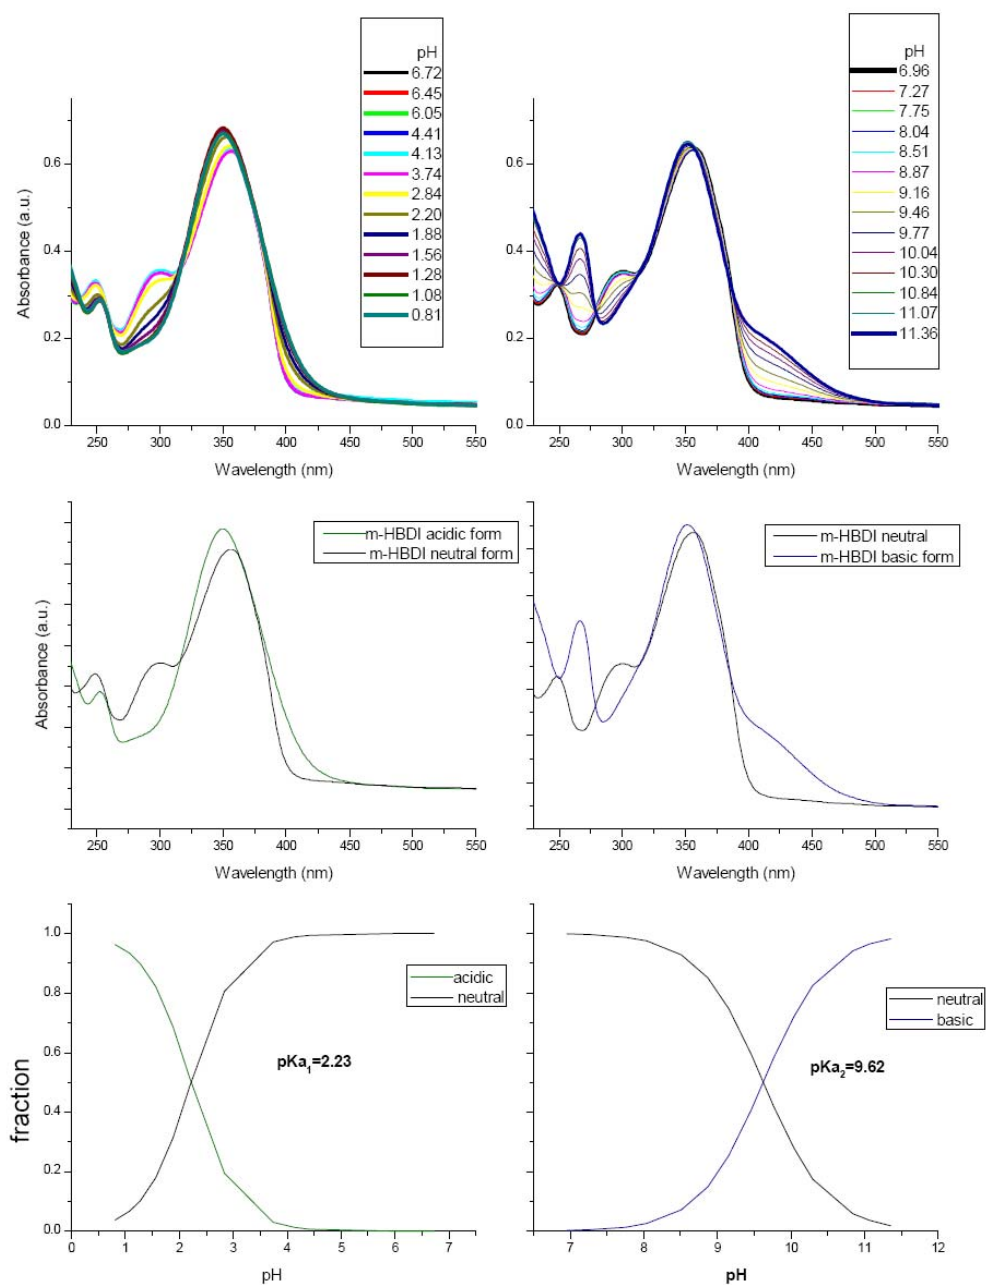 pH
6.72
6.45
6.05
4.41
4.13
3.74
2.84
2.20
1.88
1.56
1.28
1.08
0.81
Absorbance (a.u.)
0.6
0.4
0.2
0.0
250 300 350 400 450 500 550
Wavelength (nm)
pH
6.96
7.27
7.75
8.04
8.51
8.87
9.16
9.46
9.77
10.04
10.30
10.84
11.07
11.36
Absorbance (a.u.)
0.6
0.4
0.2
0.0
250 300 350 400 450 500 550
Wavelength (nm)
m-HBDI acidic form
m-HBDI neutral form
Absorbance (a.u.)
250 300 350 400 450 500 550
Wavelength (nm)
m-HBDI neutral
m-HBDI basic form
250 300 350 400 450 500 550
Wavelength (nm)
fraction
1.0
0.8
0.6
0.4
0.2
0.0
acidic
neutral
pKa₁=2.23
0 1 2 3 4 5 6 7
pH
neutral
basic
pKa₂=9.62
7 8 9 10 11 12
pH